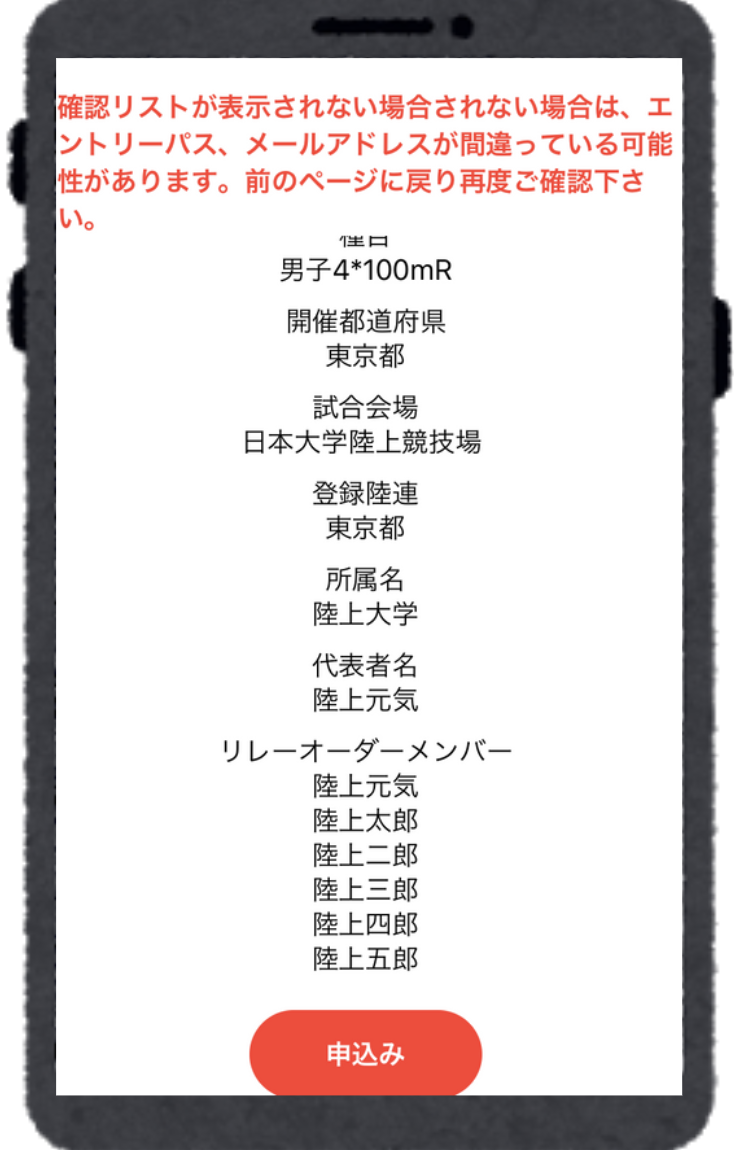 確認リストが表示されない場合されない場合は、エ
ントリーパス、メールアドレスが間違っている可能
性があります。前のページに戻り再度ご確認下さ
い。
種目
男子4*100mR
開催都道府県
東京都
試合会場
日本大学陸上競技場
登録陸連
東京都
所属名
陸上大学
代表者名
陸上元気
リレーオーダーメンバー
陸上元気
陸上太郎
陸上二郎
陸上三郎
陸上四郎
陸上五郎
申込み